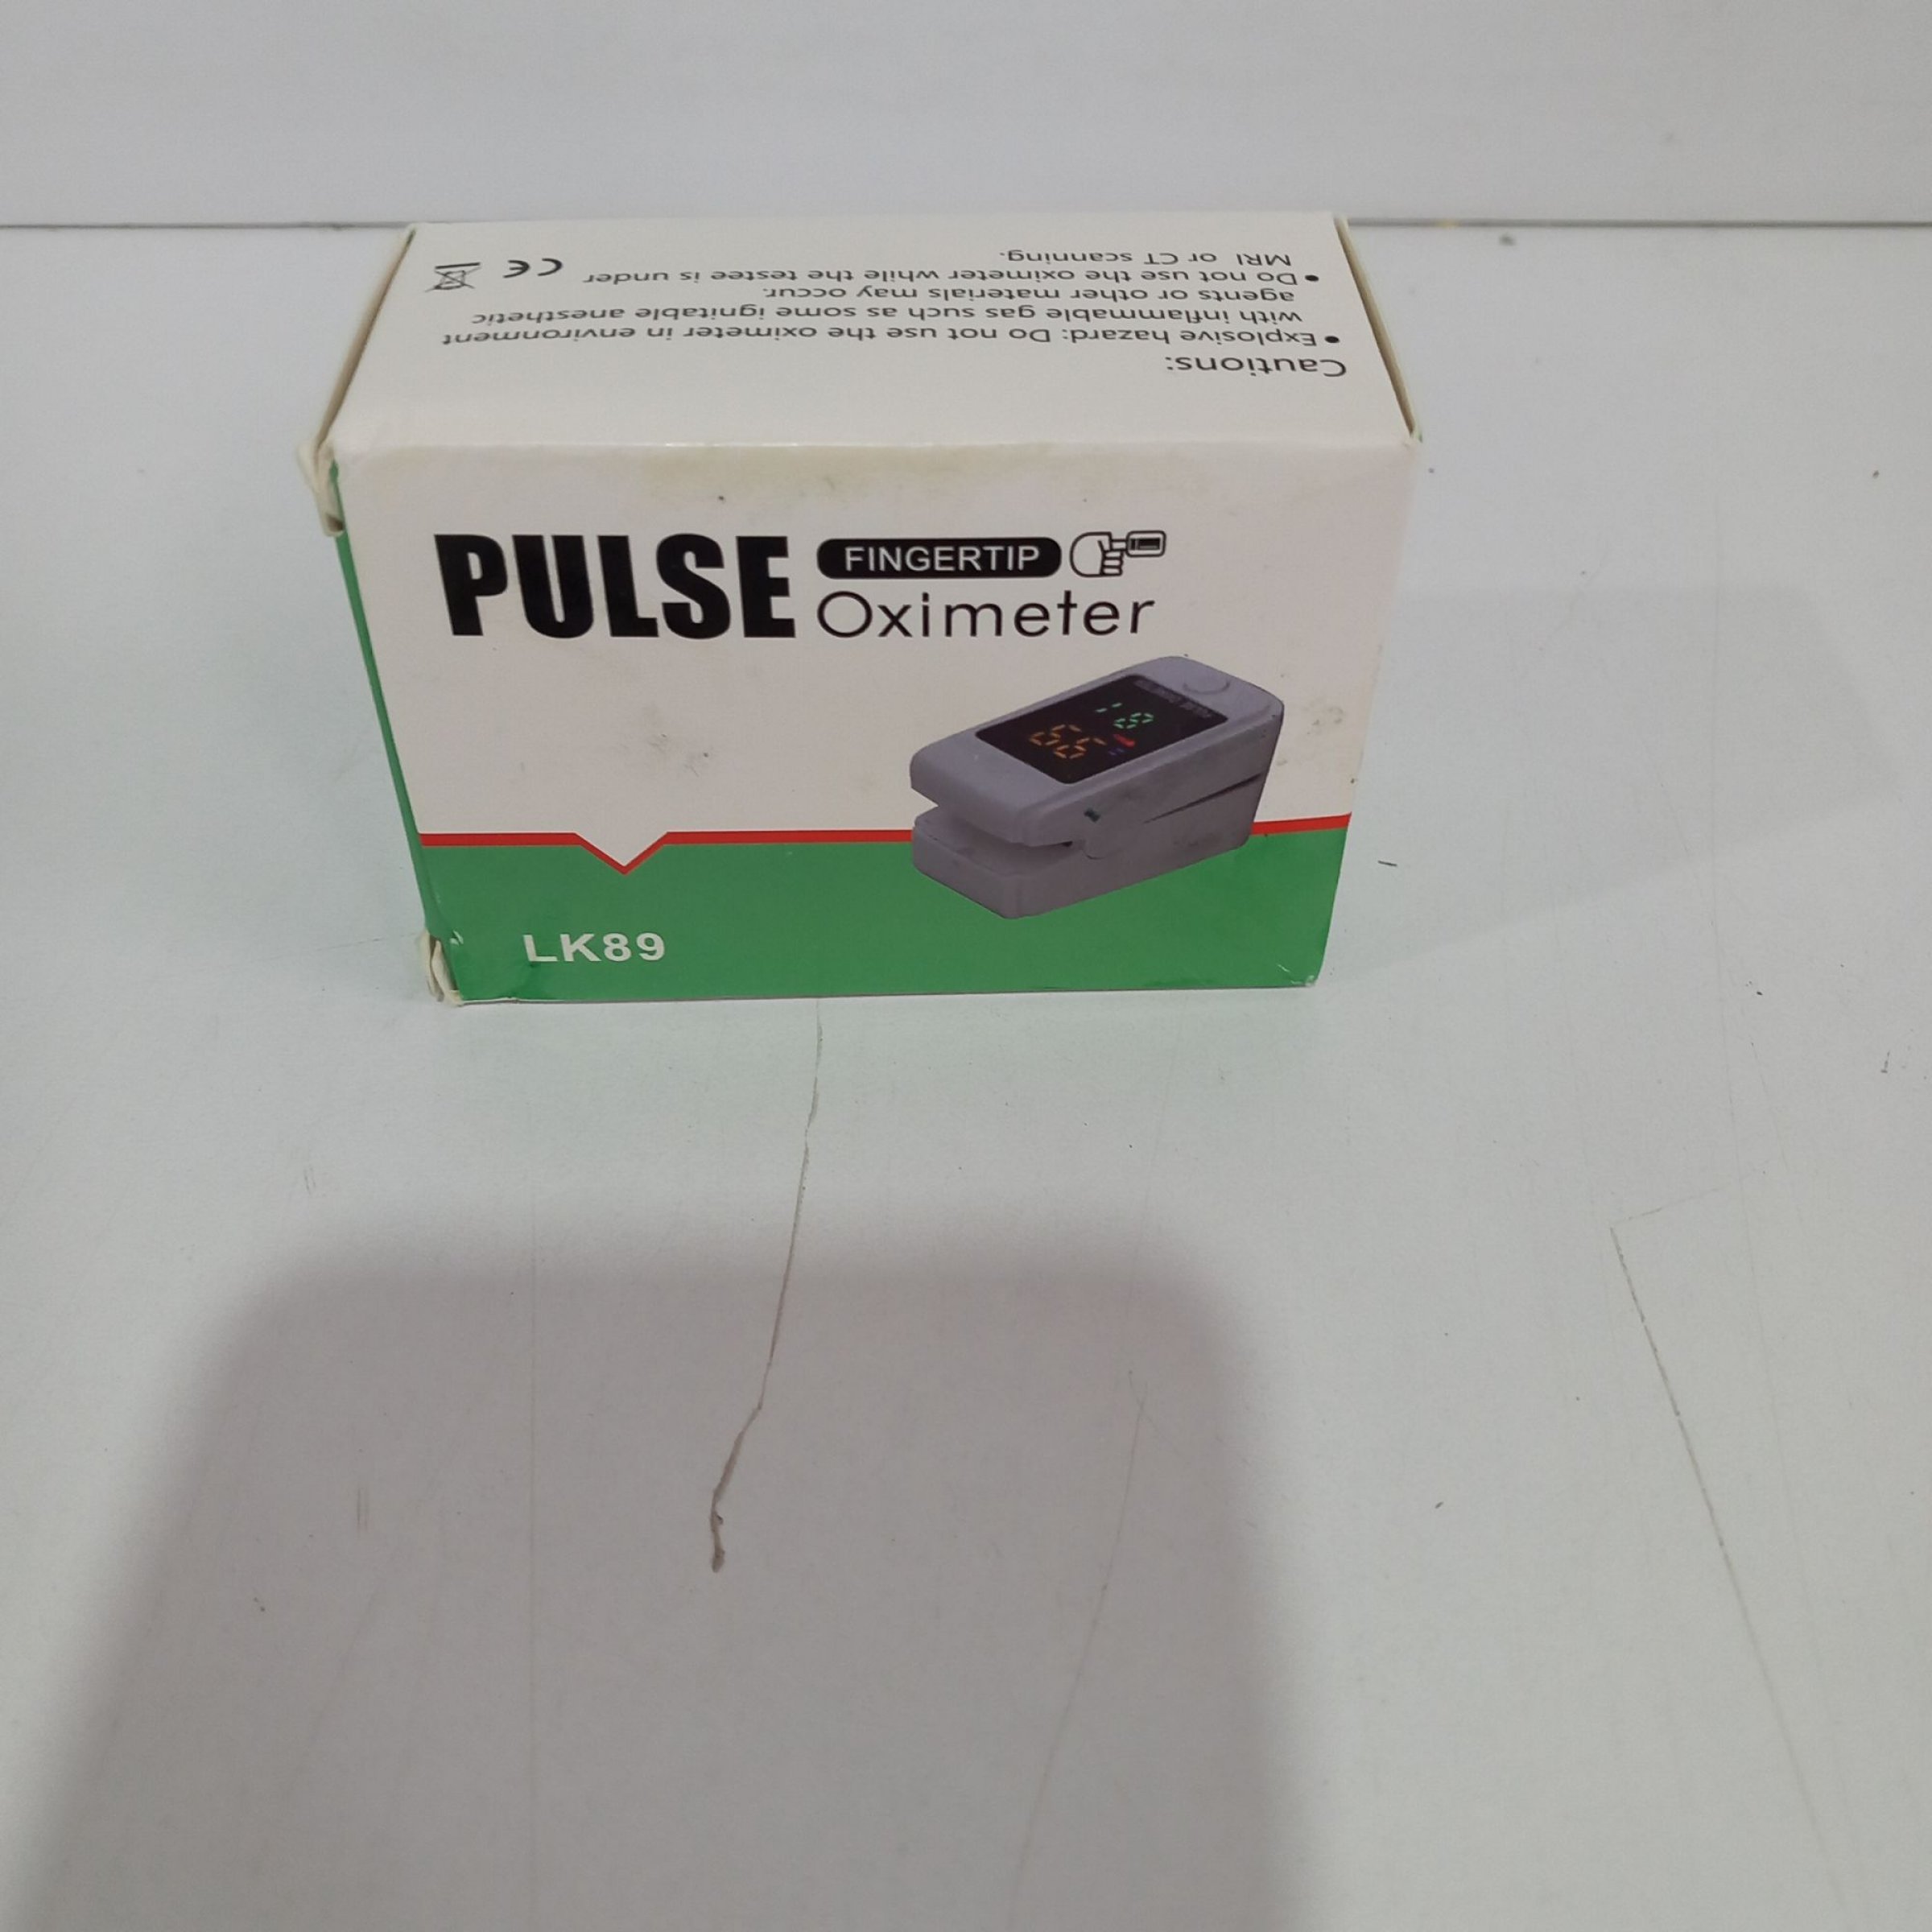 Cautions:
• Explosive hazard: Do not use the oximeter in environment
with inflammable gas such as some ignitable anesthetic
agents or other materials may occur.
• Do not use the oximeter while the testee is under
MRI or CT scanning.
CE
PULSE
FINGERTIP
Oximeter
LK89